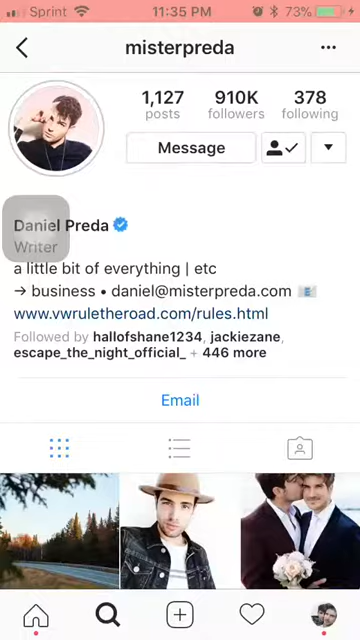 Sprint 11:35 PM 73%
misterpreda
1,127 910K 378
posts followers following
Message
Daniel Preda
Writer
a little bit of everything | etc
→ business • daniel@misterpreda.com 📧
www.vwruletheroad.com/rules.html
Followed by hallofshane1234, jackiezane,
escape_the_night_official_ + 446 more
Email